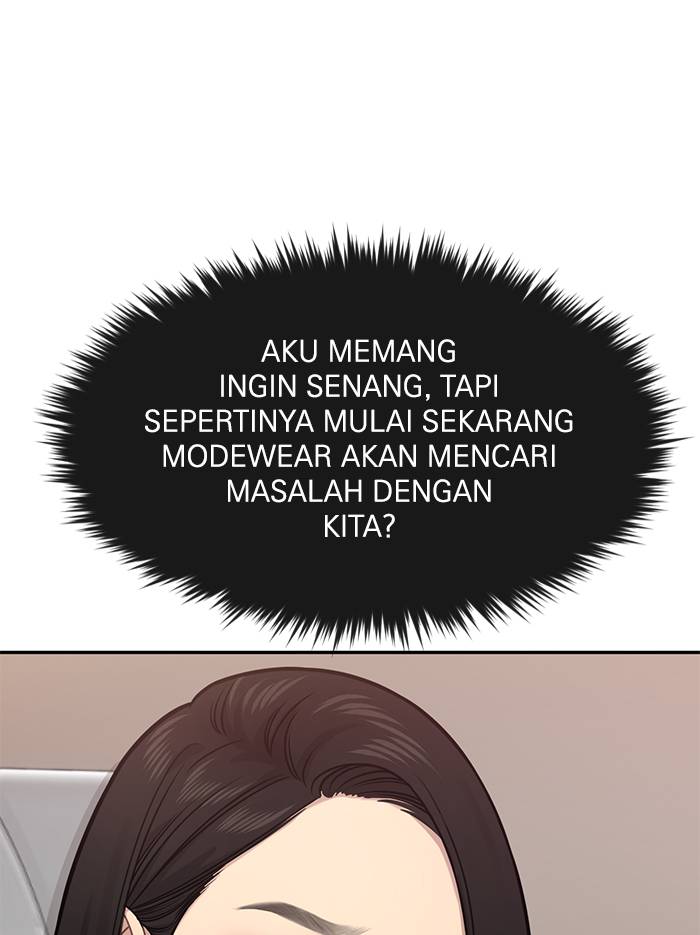 AKU MEMANG
INGIN SENANG, TAPI
SEPERTINYA MULAI SEKARANG
MODEWEAR AKAN MENCARI
MASALAH DENGAN
KITA?